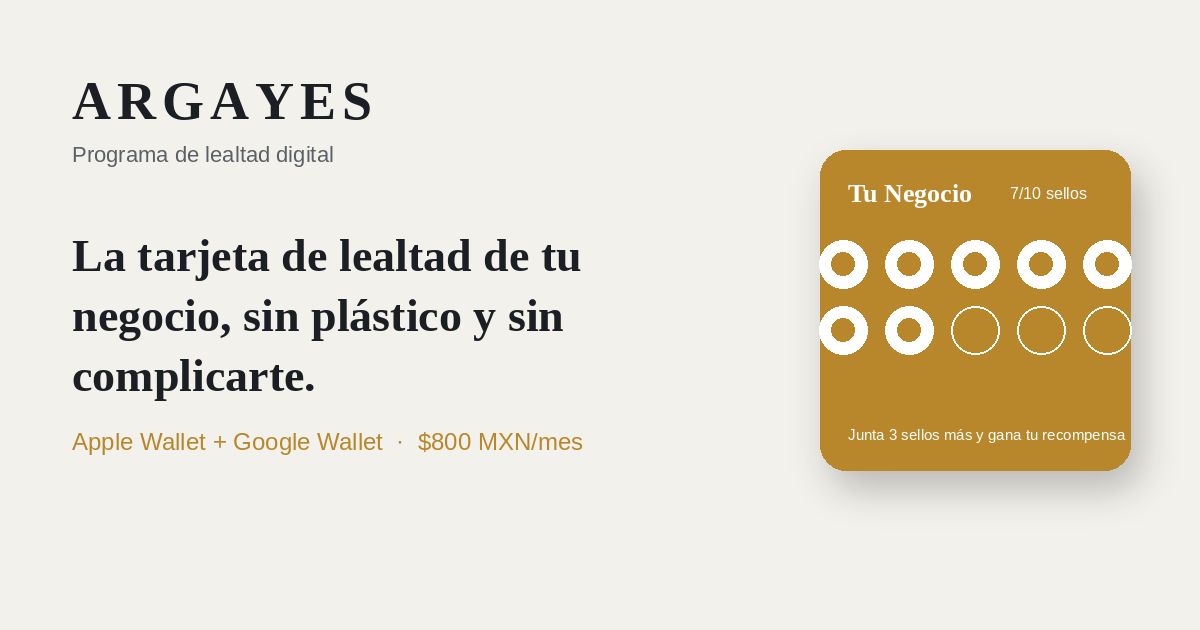 ARGAYES
Programa de lealtad digital
La tarjeta de lealtad de tu
negocio, sin plástico y sin
complicarte.
Apple Wallet + Google Wallet · $800 MXN/mes
Tu Negocio 7/10 sellos
Junta 3 sellos más y gana tu recompensa